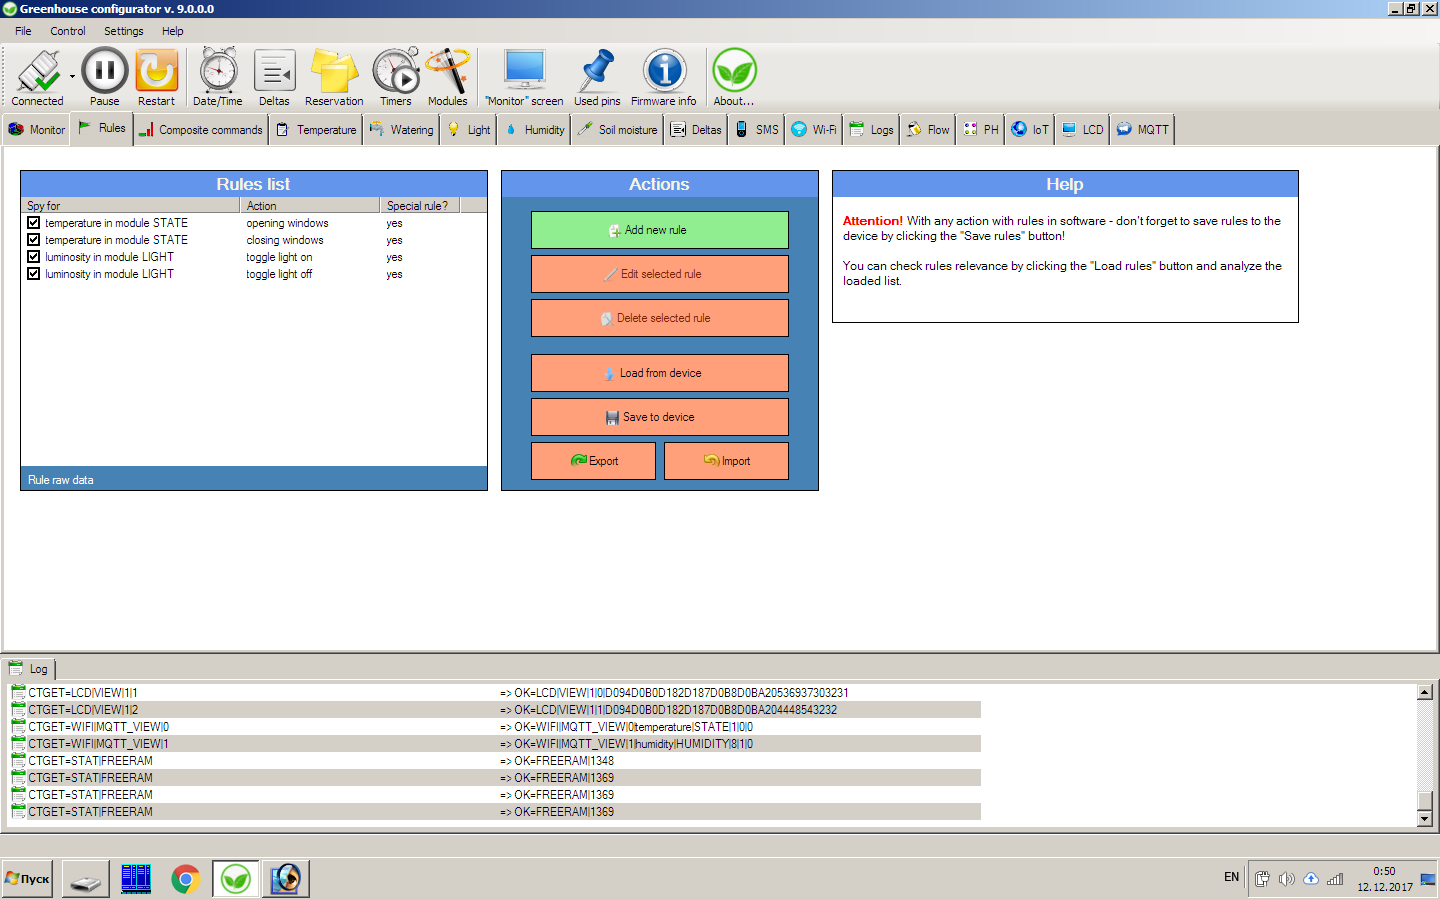 Greenhouse configurator v. 9.0.0.0
File Control Settings Help
Connected Pause Restart Date/Time Deltas Reservation Timers Modules "Monitor" screen Used pins Firmware info About...
Monitor Rules Composite commands Temperature Watering Light Humidity Soil moisture Deltas SMS Wi-Fi Logs Flow PH IoT LCD MQTT
Rules list
Spy for Action Special rule?
temperature in module STATE opening windows yes
temperature in module STATE closing windows yes
luminosity in module LIGHT toggle light on yes
luminosity in module LIGHT toggle light off yes
Rule raw data
Actions
Add new rule
Edit selected rule
Delete selected rule
Load from device
Save to device
Export Import
Help
Attention! With any action with rules in software - don't forget to save rules to the
device by clicking the "Save rules" button!
You can check rules relevance by clicking the "Load rules" button and analyze the
loaded list.
Log
CTGET=LCD|VIEW|1|1 => OK=LCD|VIEW|1|0|D094D0B0D182D187D0B8D0BA20536937303231
CTGET=LCD|VIEW|1|2 => OK=LCD|VIEW|1|1|D094D0B0D182D187D0B8D0BA204448543232
CTGET=WIFI|MQTT_VIEW|0 => OK=WIFI|MQTT_VIEW|0|temperature|STATE|1|0|0
CTGET=WIFI|MQTT_VIEW|1 => OK=WIFI|MQTT_VIEW|1|humidity|HUMIDITY|8|1|0
CTGET=STAT|FREERAM => OK=FREERAM|1348
CTGET=STAT|FREERAM => OK=FREERAM|1369
CTGET=STAT|FREERAM => OK=FREERAM|1369
CTGET=STAT|FREERAM => OK=FREERAM|1369
Пуск EN 0:50
12.12.2017